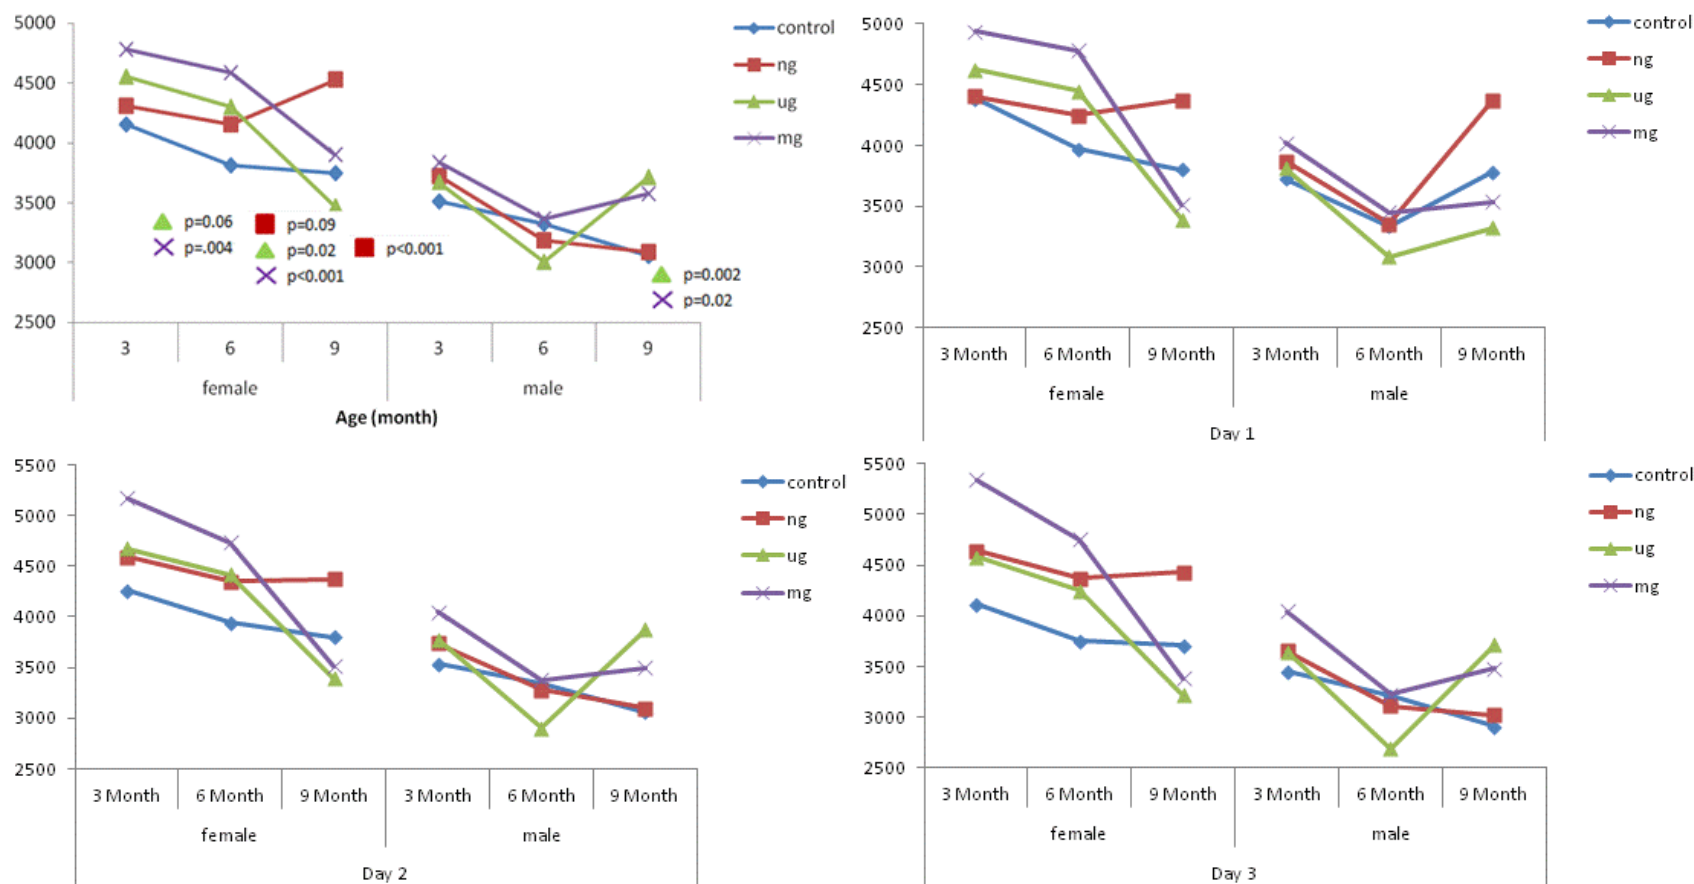 5000
4500
4000
3500
3000
2500
control
ng
ug
mg
p=0.06
p=.004
p=0.09
p=0.02
p<0.001
p<0.001
p=0.002
p=0.02
3 6 9 3 6 9
female male
Age (month)
5000
4500
4000
3500
3000
2500
control
ng
ug
mg
3 Month 6 Month 9 Month 3 Month 6 Month 9 Month
female male
Day 1
5500
5000
4500
4000
3500
3000
2500
control
ng
ug
mg
3 Month 6 Month 9 Month 3 Month 6 Month 9 Month
female male
Day 2
5500
5000
4500
4000
3500
3000
2500
control
ng
ug
mg
3 Month 6 Month 9 Month 3 Month 6 Month 9 Month
female male
Day 3